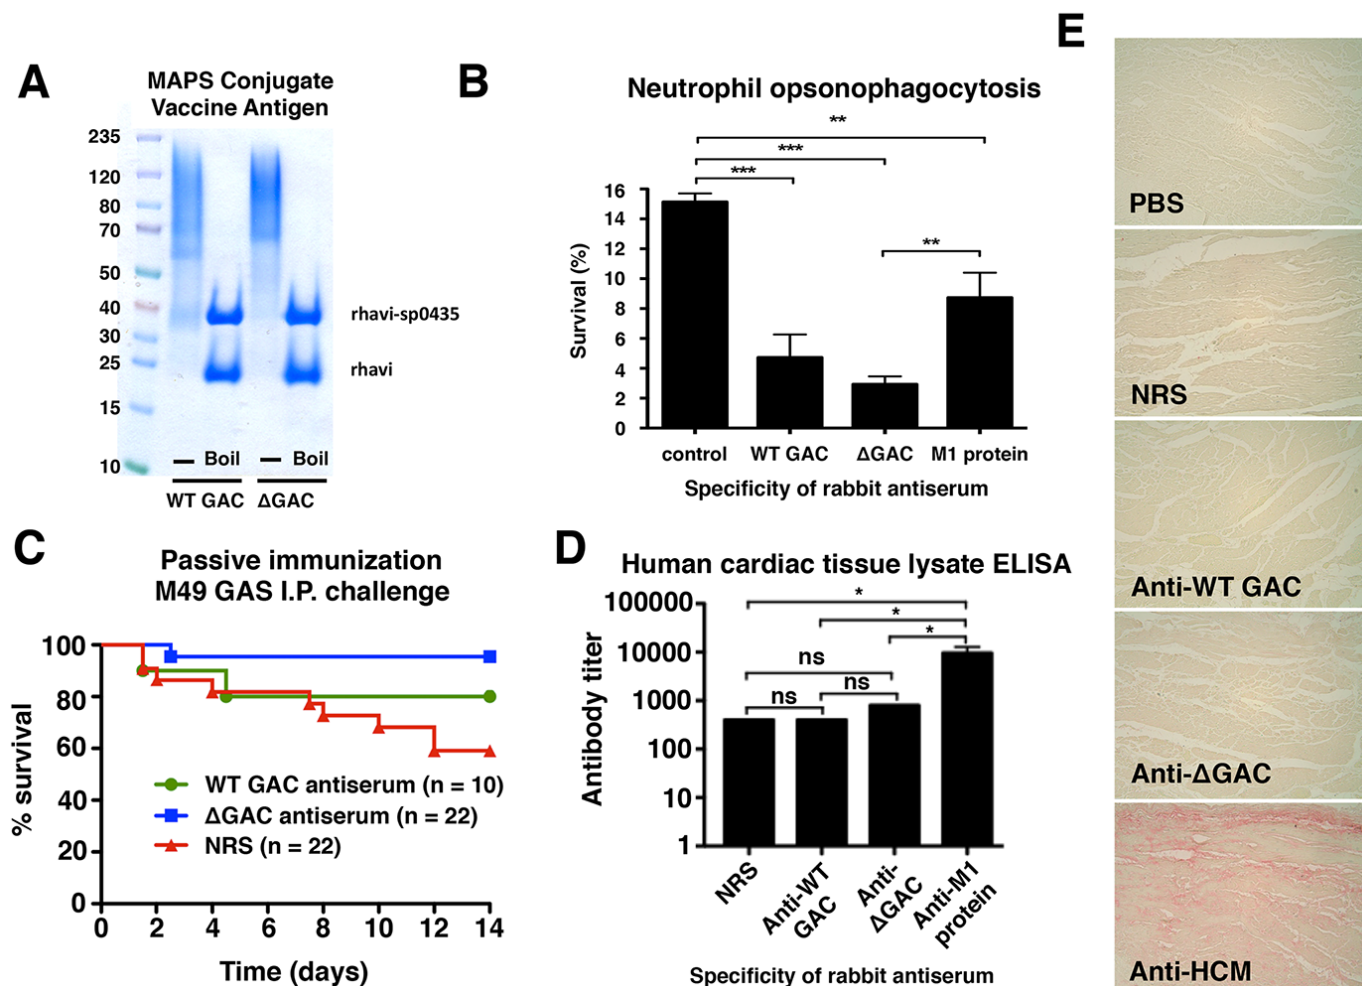 A
MAPS Conjugate
Vaccine Antigen
235
120
80
70
50
40
30
25
15
10
rhavi-sp0435
rhavi
— Boil — Boil
WT GAC ΔGAC
B
Neutrophil opsonophagocytosis
**
***
***
**
Survival (%)
16
14
12
10
8
6
4
2
0
control WT GAC ΔGAC M1 protein
Specificity of rabbit antiserum
C
Passive immunization
M49 GAS I.P. challenge
% survival
100
80
60
40
20
0
WT GAC antiserum (n = 10)
ΔGAC antiserum (n = 22)
NRS (n = 22)
0 2 4 6 8 10 12 14
Time (days)
D
Human cardiac tissue lysate ELISA
Antibody titer
100000
10000
1000
100
10
1
*
*
*
ns
ns
ns
NRS
Anti-WT
GAC
Anti-
ΔGAC
Anti-M1
protein
Specificity of rabbit antiserum
E
PBS
NRS
Anti-WT GAC
Anti-ΔGAC
Anti-HCM